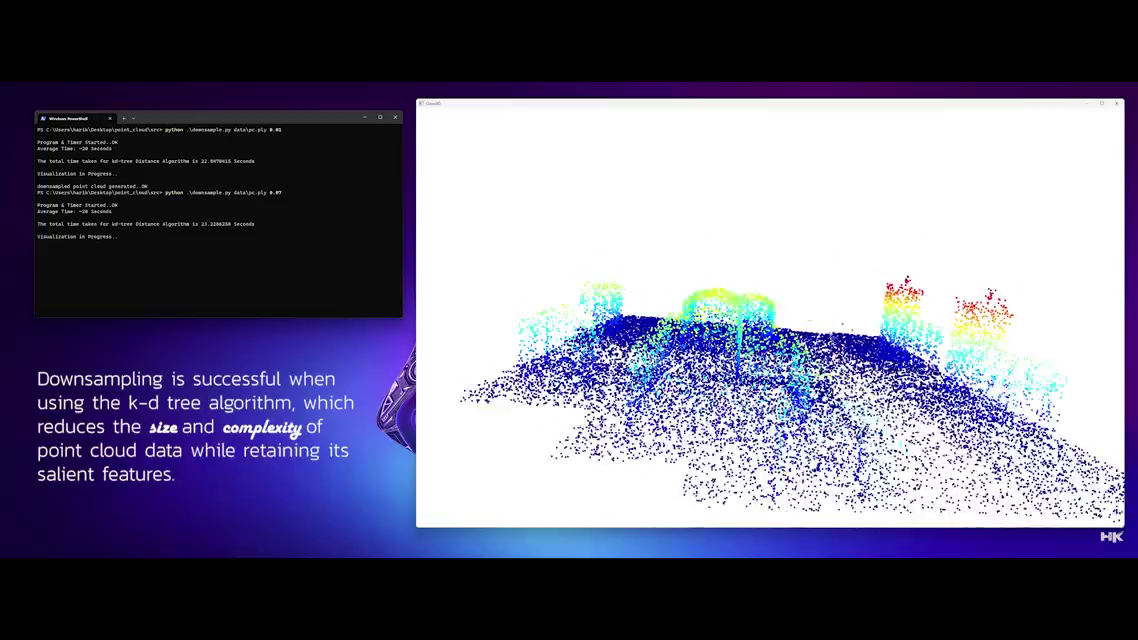 Windows PowerShell
PS C:\Users\harik\Desktop\point_cloud\src> python .\downsample.py data\pc.ply 0.01
Program & Timer Started..OK
Average Time: ~20 Seconds
The total time taken for kd-tree Distance Algorithm is 22.8470415 Seconds
Visualization in Progress..
downsampled point cloud generated..OK
PS C:\Users\harik\Desktop\point_cloud\src> python .\downsample.py data\pc.ply 0.07
Program & Timer Started..OK
Average Time: ~20 Seconds
The total time taken for kd-tree Distance Algorithm is 23.2286258 Seconds
Visualization in Progress..
Open3D
Downsampling is successful when
using the k-d tree algorithm, which
reduces the size and complexity of
point cloud data while retaining its
salient features.
HK